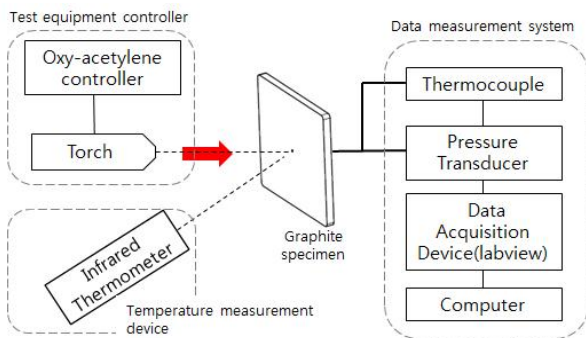 Test equipment controller
Oxy-acetylene
controller
Torch
Infrared
Thermometer
Temperature measurement
device
Graphite
specimen
Data measurement system
Thermocouple
Pressure
Transducer
Data
Acquisition
Device(labview)
Computer